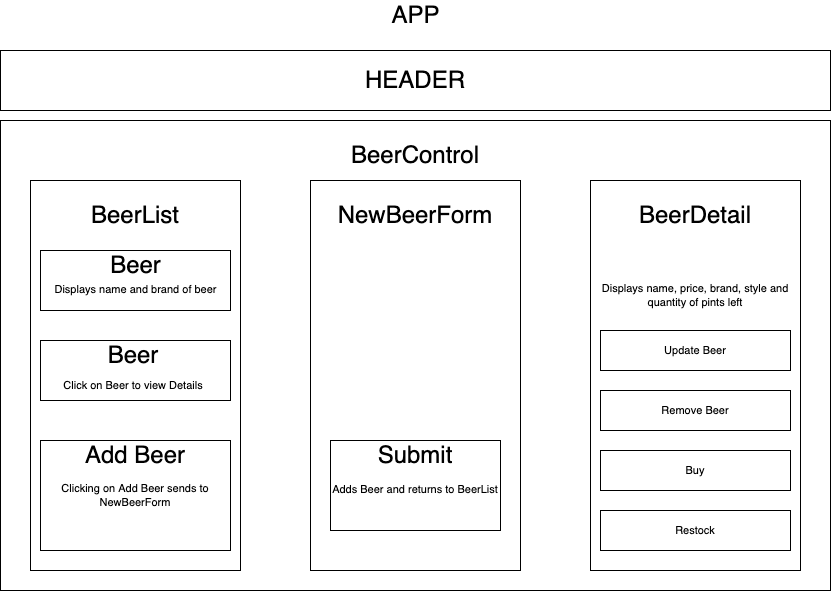 APP
HEADER
BeerControl
BeerList
Beer
Displays name and brand of beer
Beer
Click on Beer to view Details
Add Beer
Clicking on Add Beer sends to
NewBeerForm
NewBeerForm
Submit
Adds Beer and returns to BeerList
BeerDetail
Displays name, price, brand, style and
quantity of pints left
Update Beer
Remove Beer
Buy
Restock